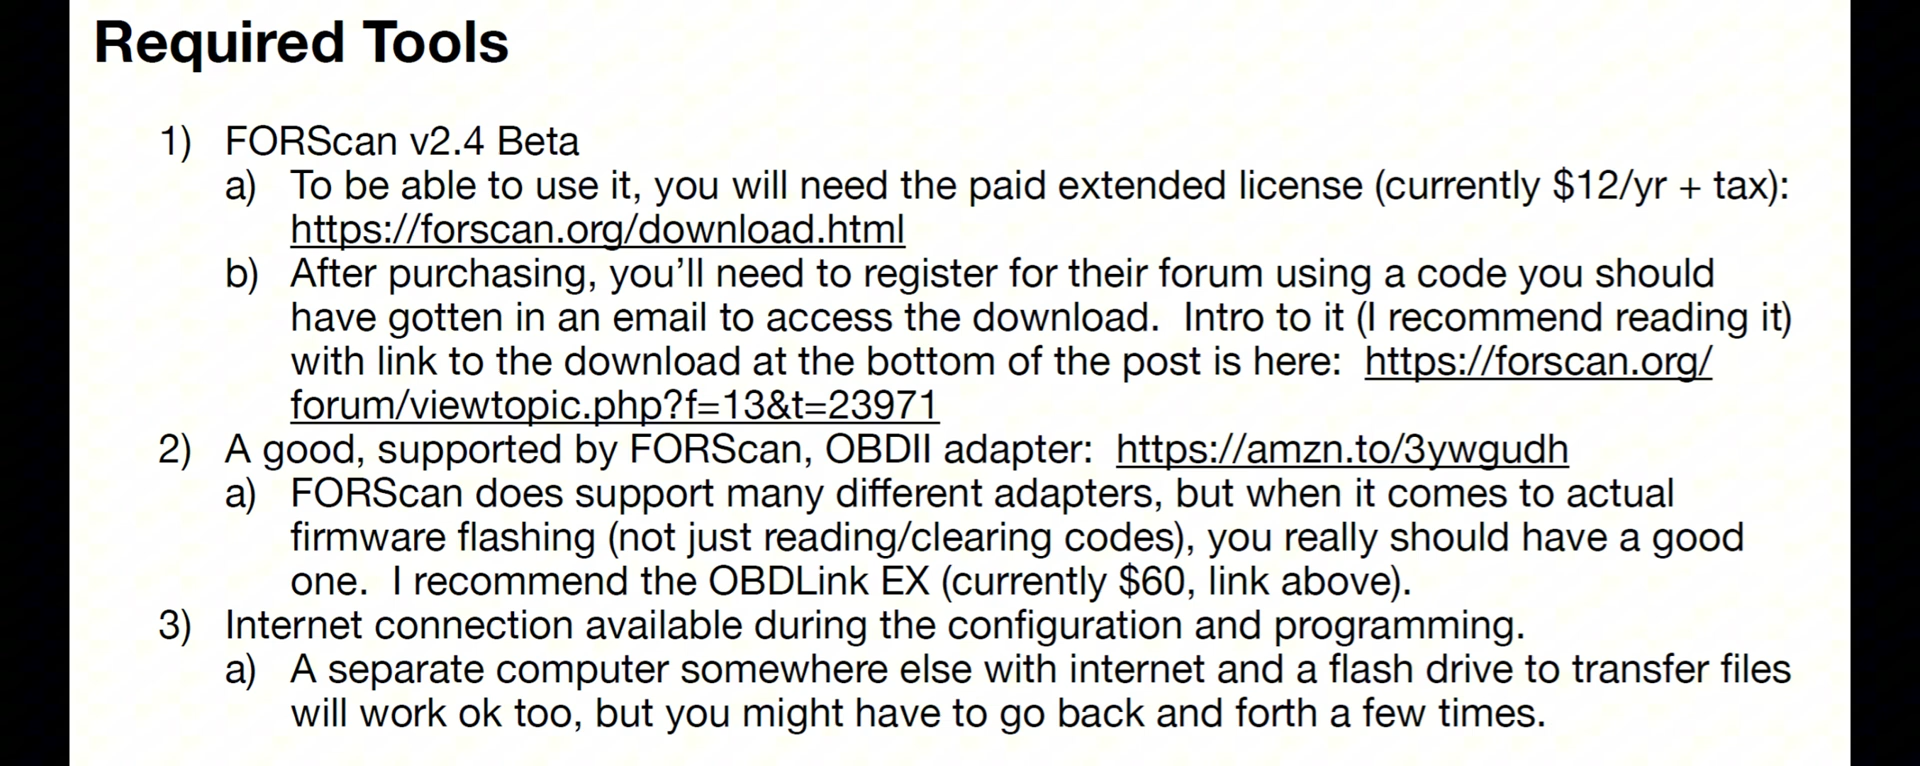 Required Tools
1) FORScan v2.4 Beta
a) To be able to use it, you will need the paid extended license (currently $12/yr + tax):
https://forscan.org/download.html
b) After purchasing, you’ll need to register for their forum using a code you should
have gotten in an email to access the download.  Intro to it (I recommend reading it)
with link to the download at the bottom of the post is here:  https://forscan.org/
forum/viewtopic.php?f=13&t=23971
2) A good, supported by FORScan, OBDII adapter:  https://amzn.to/3ywgudh
a) FORScan does support many different adapters, but when it comes to actual
firmware flashing (not just reading/clearing codes), you really should have a good
one.  I recommend the OBDLink EX (currently $60, link above).
3) Internet connection available during the configuration and programming.
a) A separate computer somewhere else with internet and a flash drive to transfer files
will work ok too, but you might have to go back and forth a few times.